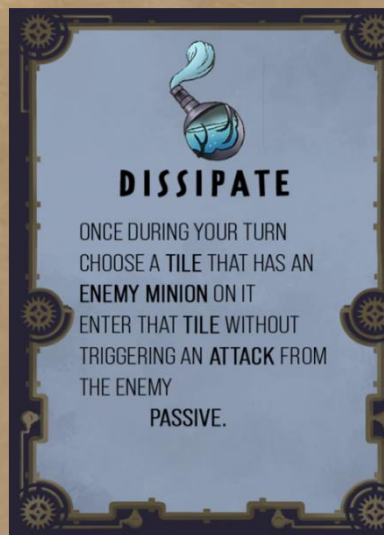 DISSIPATE
ONCE DURING YOUR TURN
CHOOSE A TILE THAT HAS AN
ENEMY MINION ON IT
ENTER THAT TILE WITHOUT
TRIGGERING AN ATTACK FROM
THE ENEMY
PASSIVE.